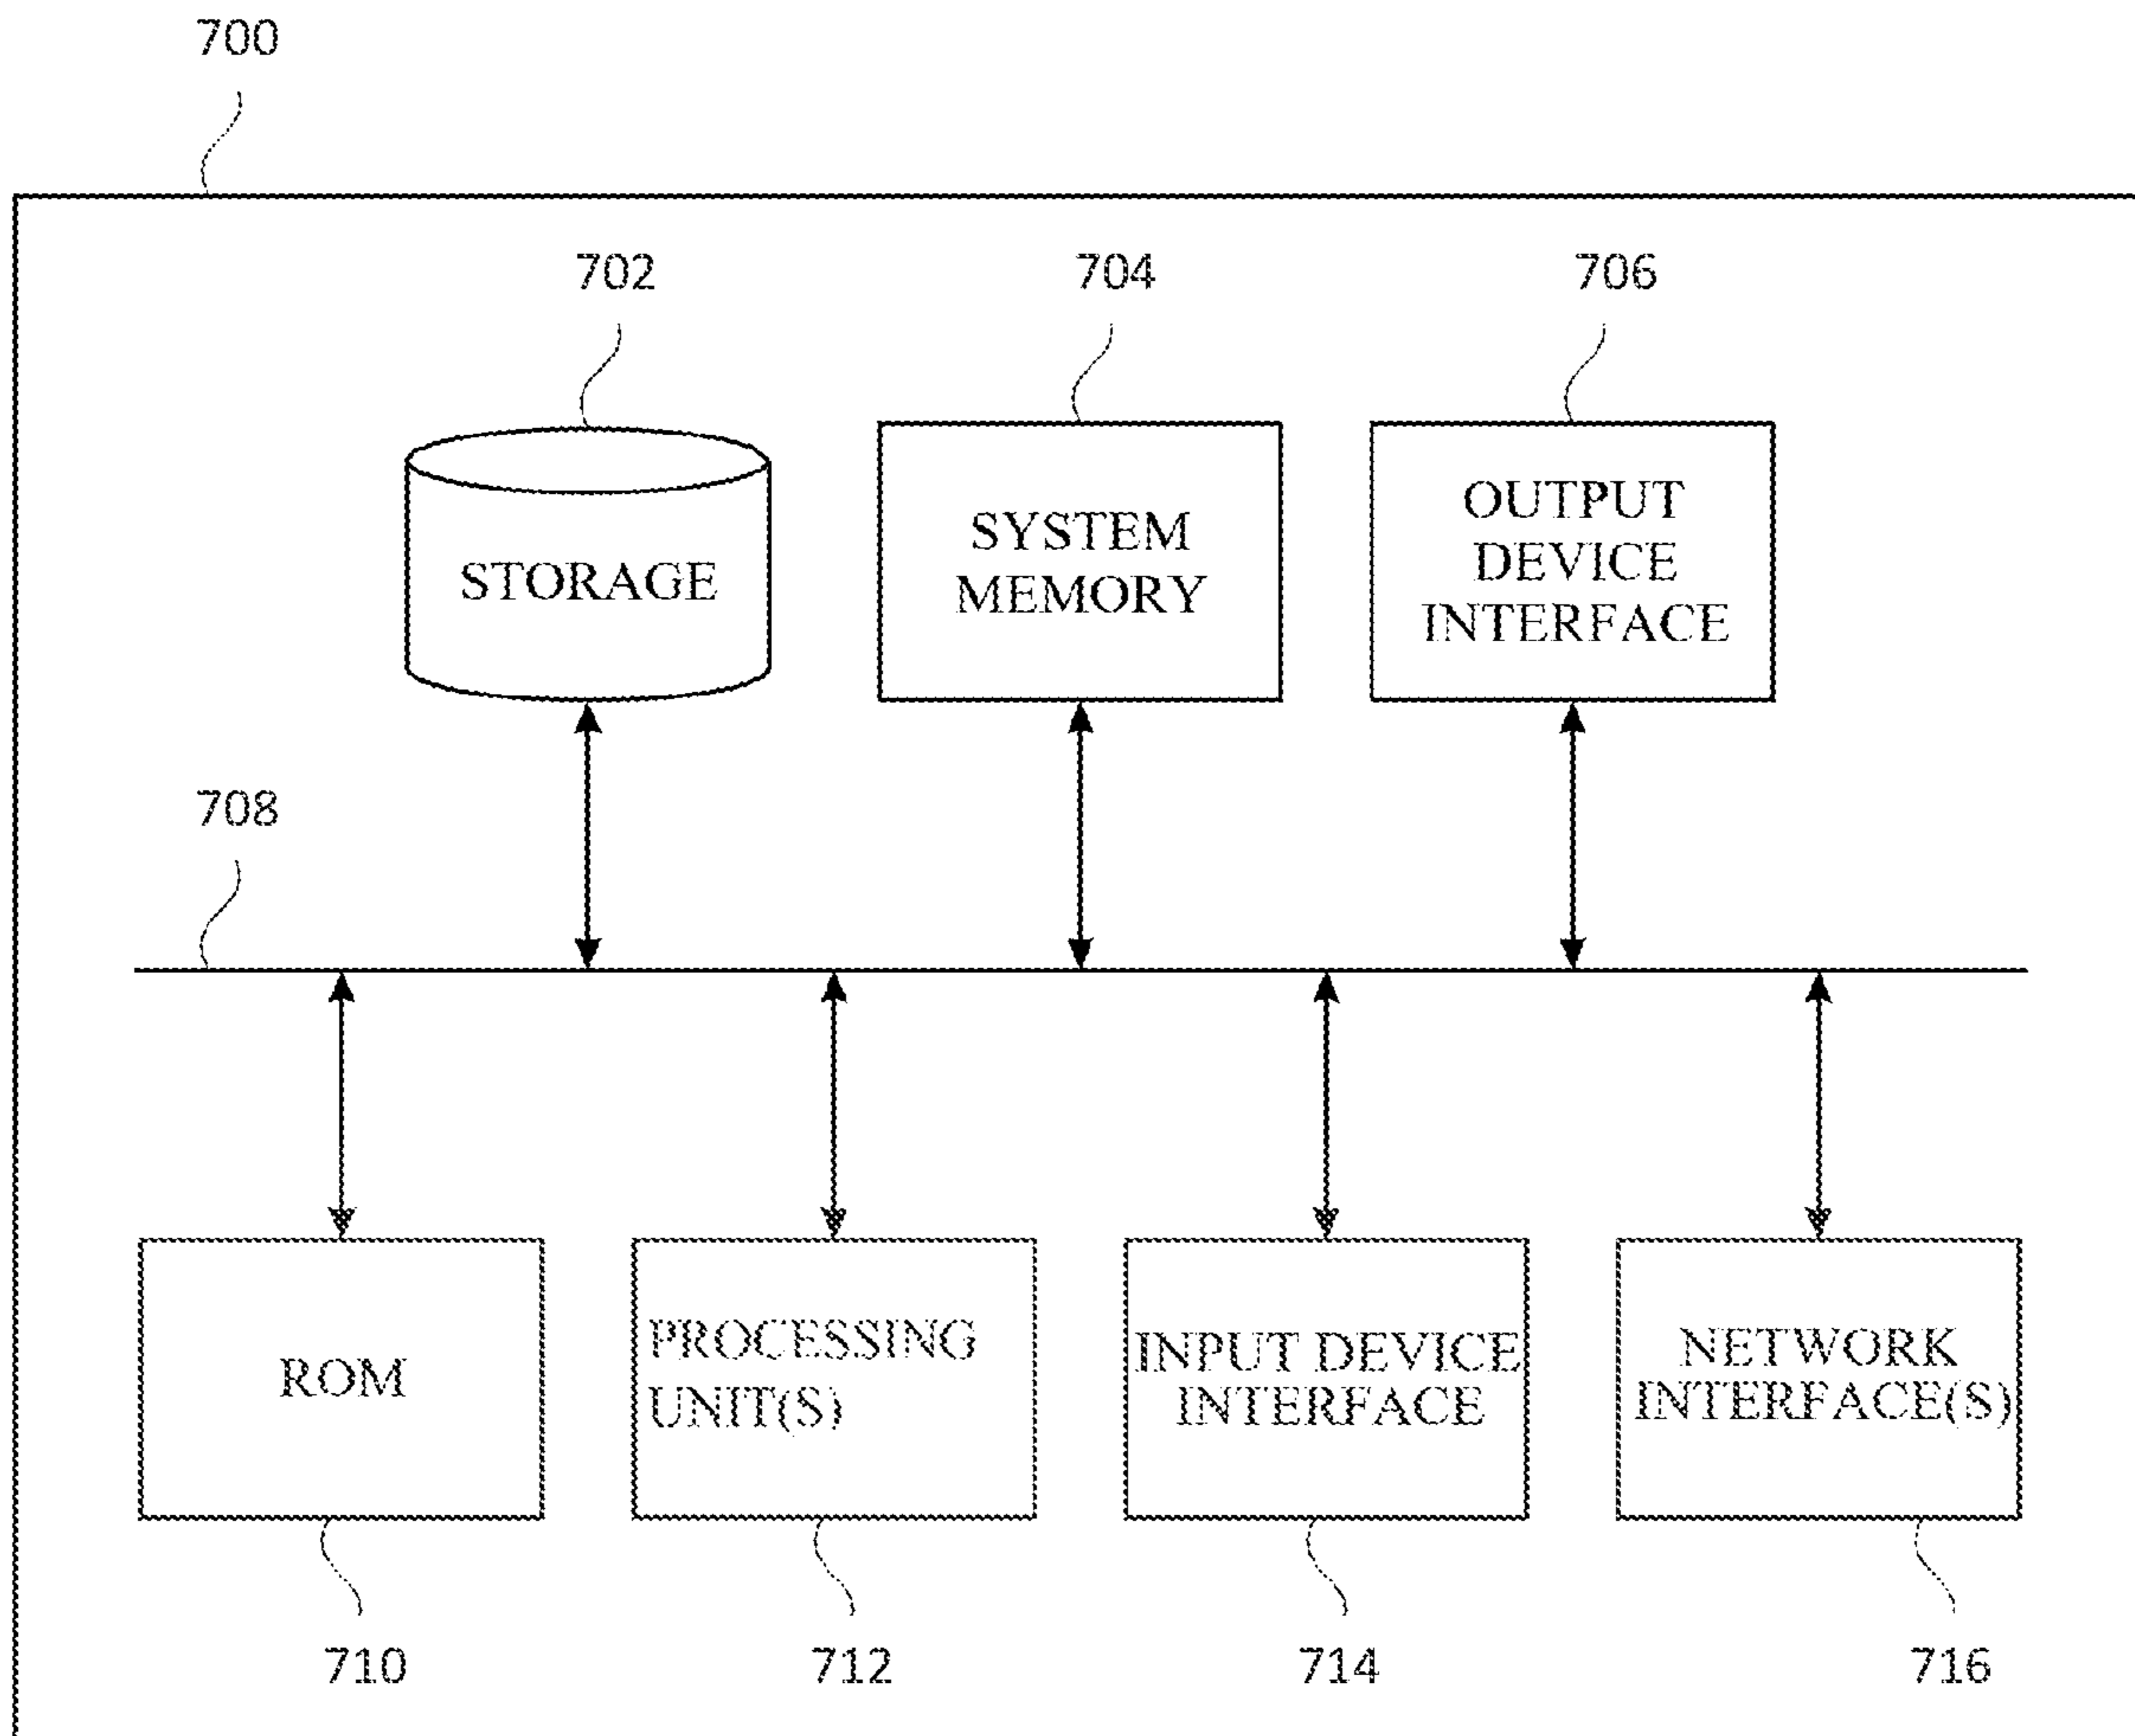 700
702
704
706
STORAGE
SYSTEM
MEMORY
OUTPUT
DEVICE
INTERFACE
708
ROM
PROCESSING
UNIT(S)
INPUT DEVICE
INTERFACE
NETWORK
INTERFACE(S)
710
712
714
716